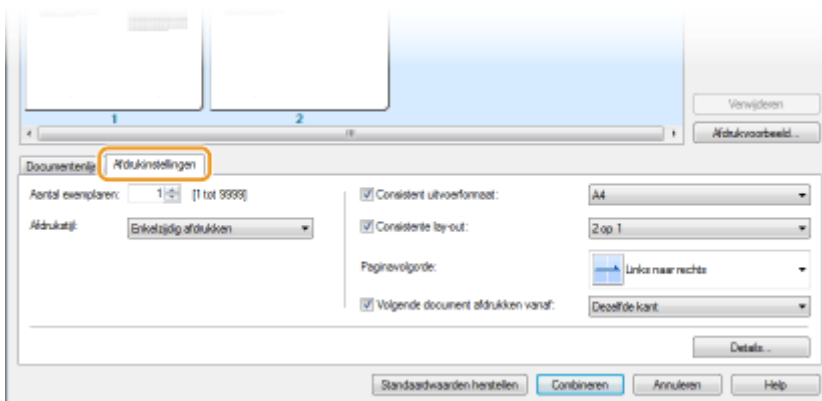 1 2
Verwijderen
Afdrukvoorbeeld...
Documentenlij Afdrukinstellingen
Aantal exemplaren: 1 [1 tot 9999] Consistent uitvoerformaat: A4
Afdrukstijl: Enkelzijdig afdrukken Consistente lay-out: 2 op 1
Paginavolgorde: Links naar rechts
Volgende document afdrukken vanaf: Dezelfde kant
Details...
Standaardwaarden herstellen Combineren Annuleren Help